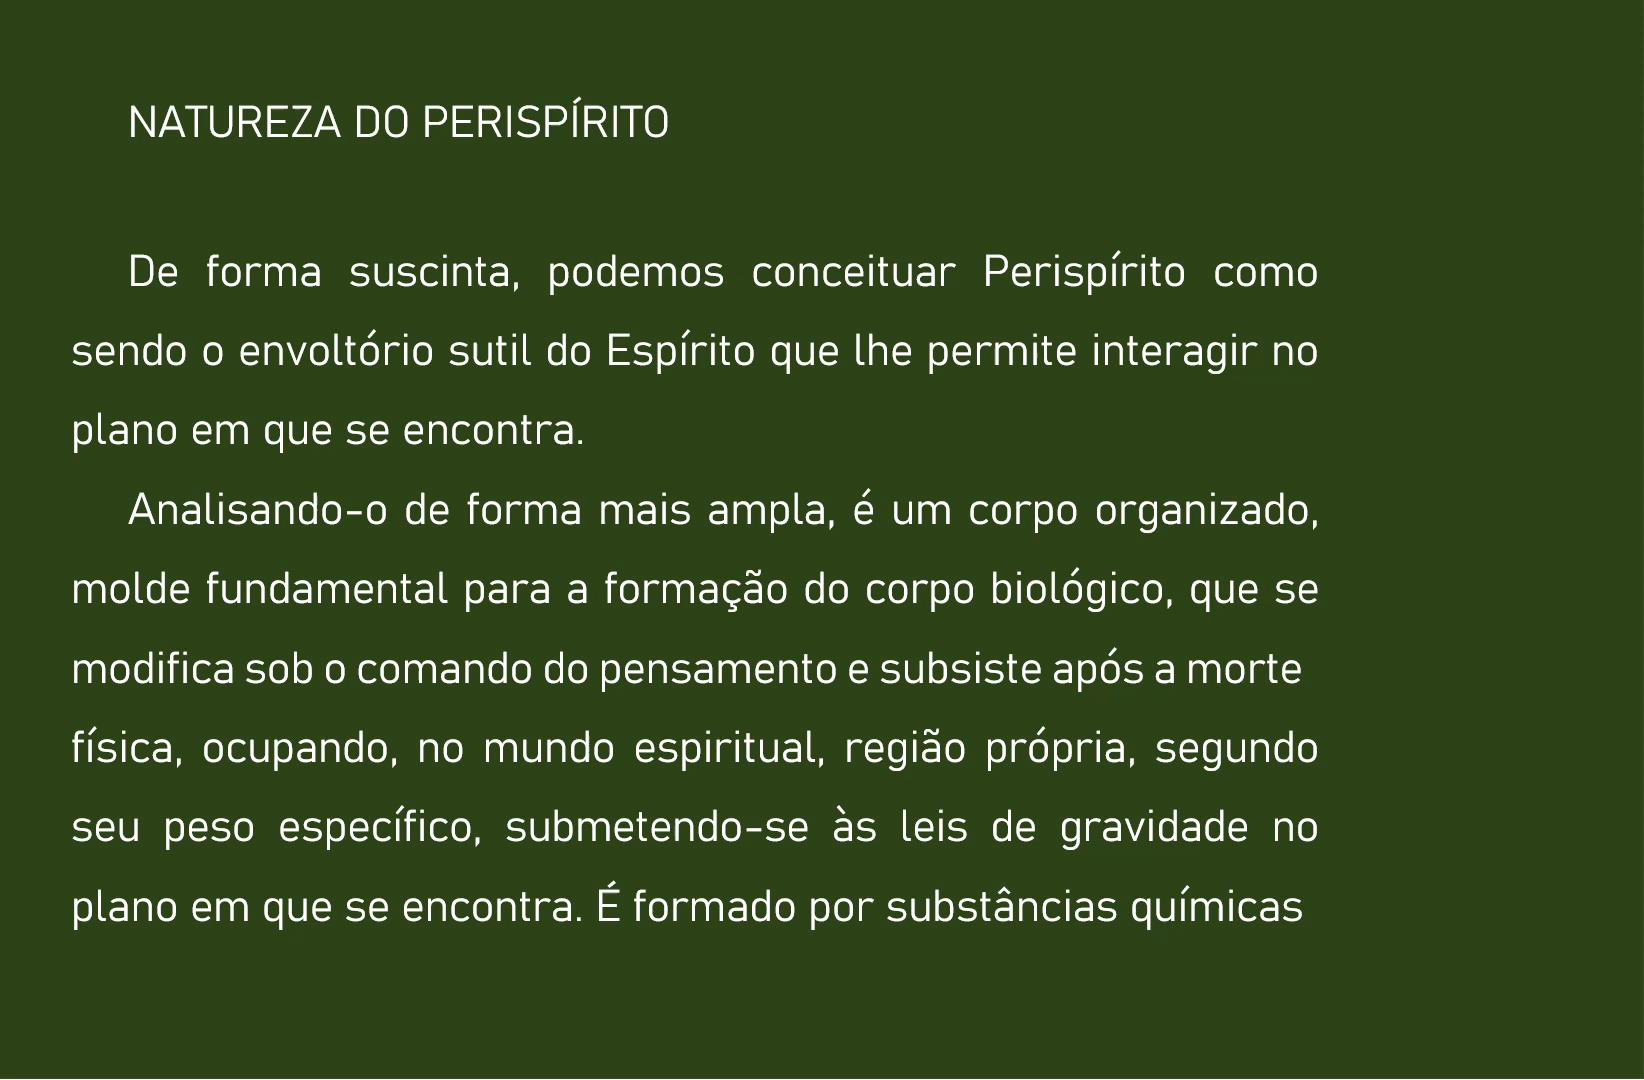 NATUREZA DO PERISPÍRITO
De forma suscinta, podemos conceituar Perispírito como
sendo o envoltório sutil do Espírito que lhe permite interagir no
plano em que se encontra.
Analisando-o de forma mais ampla, é um corpo organizado,
molde fundamental para a formação do corpo biológico, que se
modifica sob o comando do pensamento e subsiste após a morte
física, ocupando, no mundo espiritual, região própria, segundo
seu peso específico, submetendo-se às leis de gravidade no
plano em que se encontra. É formado por substâncias químicas